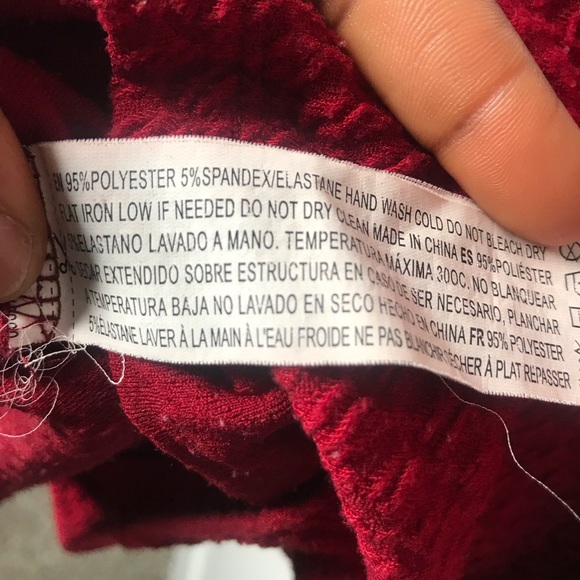 EN 95%POLYESTER 5%SPANDEX/ELASTANE HAND WASH COLD DO NOT BLEACH DRY
FLAT IRON LOW IF NEEDED DO NOT DRY CLEAN MADE IN CHINA ES 95%POLIÉSTER
5%ELASTANO LAVADO A MANO. TEMPERATURA MÁXIMA 30OC. NO BLANQUEAR
SECAR EXTENDIDO SOBRE ESTRUCTURA EN CASO DE SER NECESARIO, PLANCHAR
A TEMPERATURA BAJA NO LAVADO EN SECO HECHO EN CHINA FR 95% POLYESTER
5%ELASTANE LAVER À LA MAIN À L'EAU FROIDE NE PAS BLANCHIR SÉCHER À PLAT REPASSER